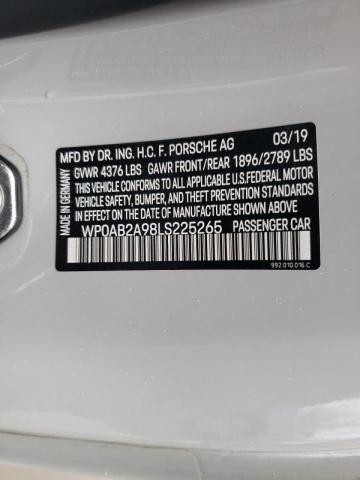 MFD BY DR. ING. H.C. F. PORSCHE AG 03/19
GVWR 4376 LBS GAWR FRONT/REAR 1896/2789 LBS
THIS VEHICLE CONFORMS TO ALL APPLICABLE U.S. FEDERAL MOTOR
VEHICLE SAFETY, BUMPER, AND THEFT PREVENTION STANDARDS
IN EFFECT ON THE DATE OF MANUFACTURE SHOWN ABOVE.
WP0AB2A98LS225265 PASSENGER CAR
992.010.016 C
MADE IN GERMANY